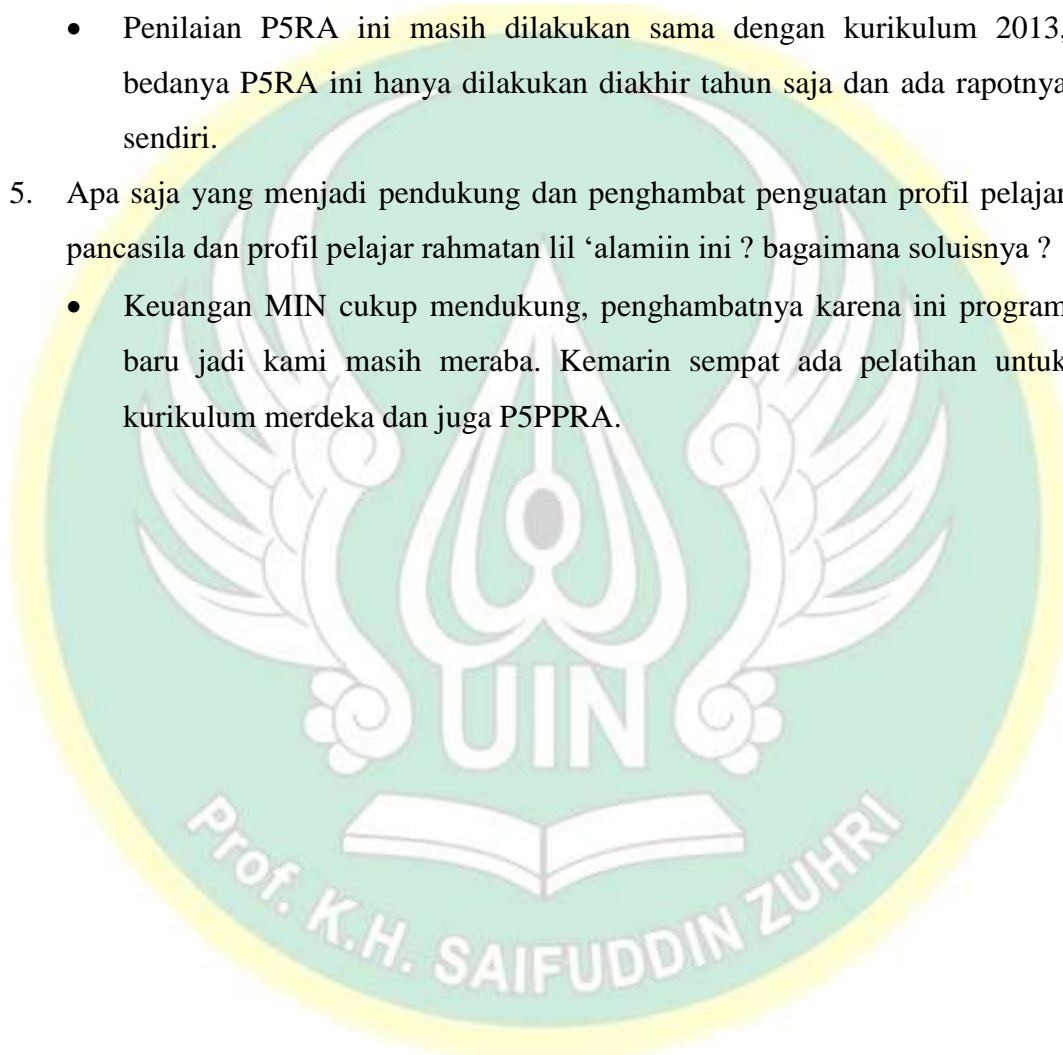 • Penilaian P5RA ini masih dilakukan sama dengan kurikulum 2013,
bedanya P5RA ini hanya dilakukan diakhir tahun saja dan ada rapotnya
sendiri.
5. Apa saja yang menjadi pendukung dan penghambat penguatan profil pelajar
pancasila dan profil pelajar rahmatan lil ‘alamiin ini ? bagaimana soluisnya ?
• Keuangan MIN cukup mendukung, penghambatnya karena ini program
baru jadi kami masih meraba. Kemarin sempat ada pelatihan untuk
kurikulum merdeka dan juga P5PPRA.
UIN
Prof. K.H. SAIFUDDIN ZUHRI